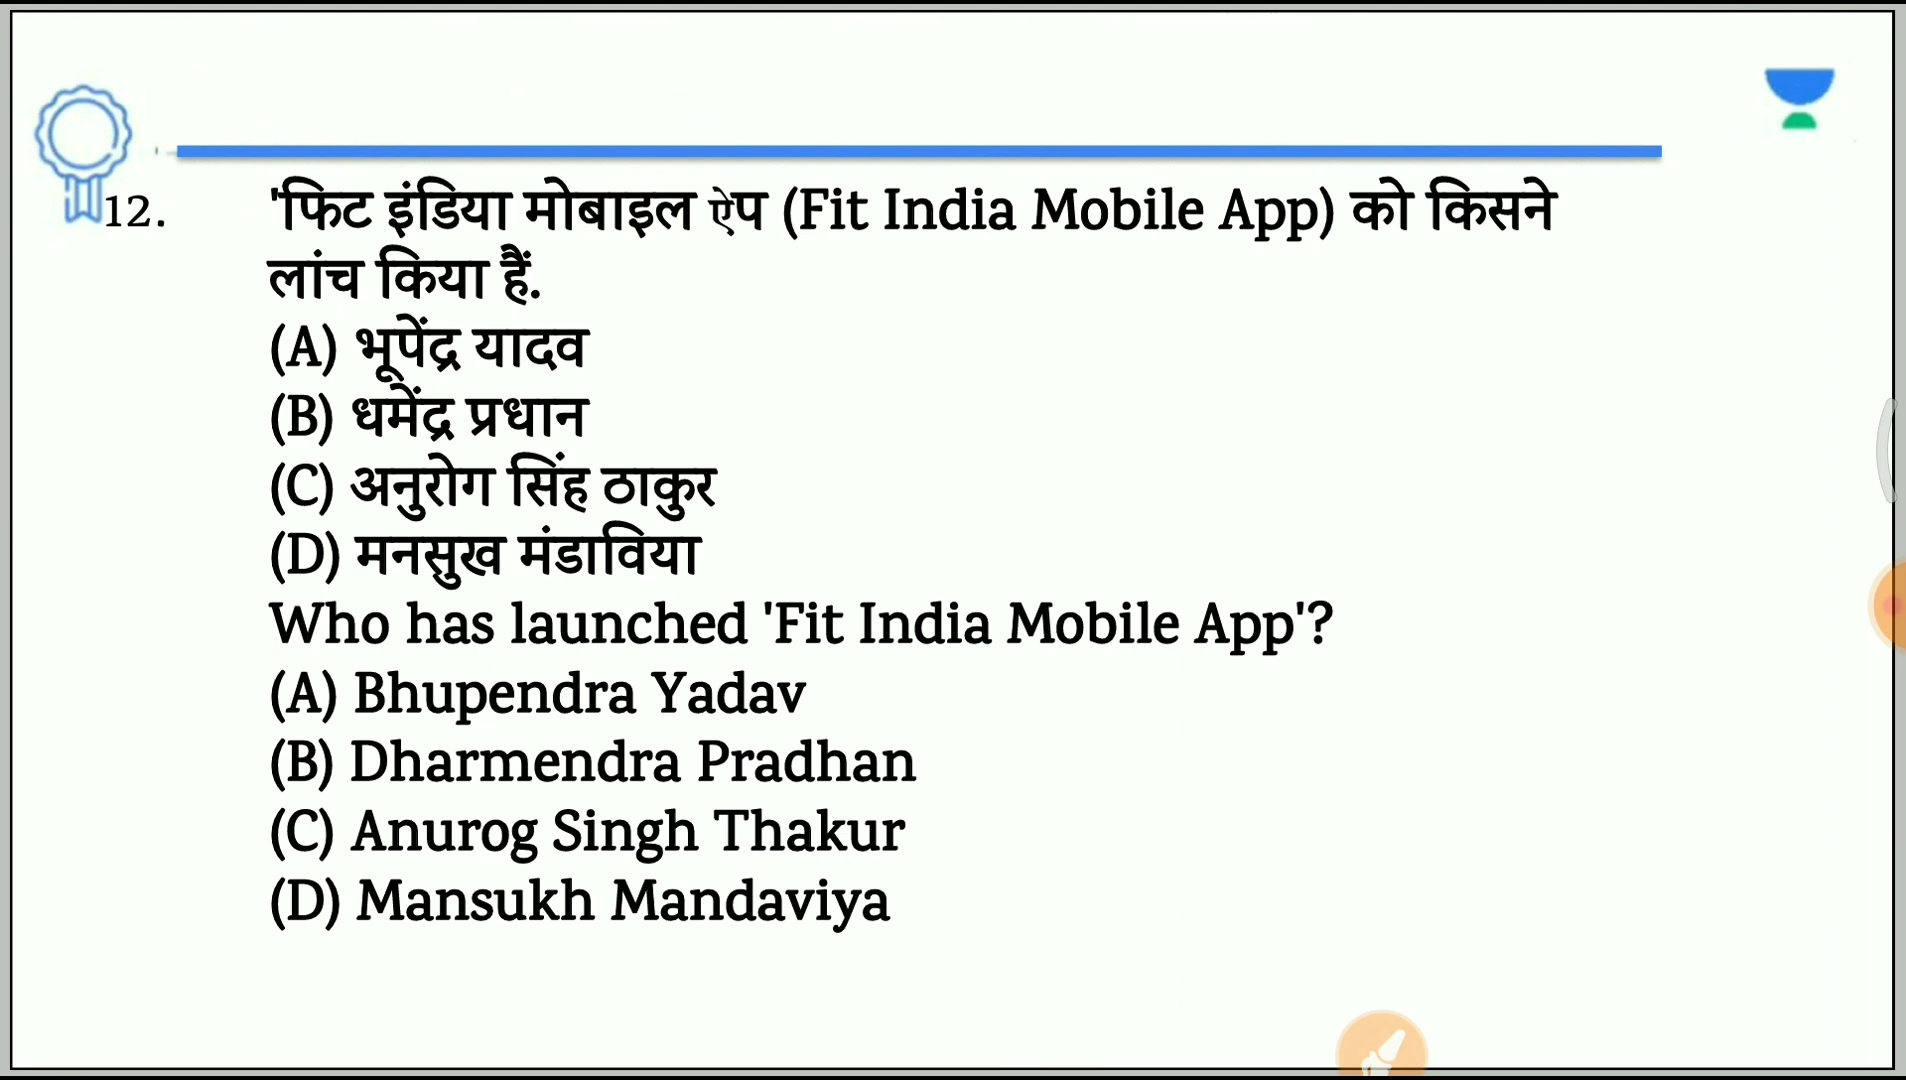 12. 'फिट इंडिया मोबाइल ऐप (Fit India Mobile App) को किसने
लांच किया हैं.
(A) भूपेंद्र यादव
(B) धमेंद्र प्रधान
(C) अनुरोग सिंह ठाकुर
(D) मनसुख मंडाविया
Who has launched 'Fit India Mobile App'?
(A) Bhupendra Yadav
(B) Dharmendra Pradhan
(C) Anurog Singh Thakur
(D) Mansukh Mandaviya